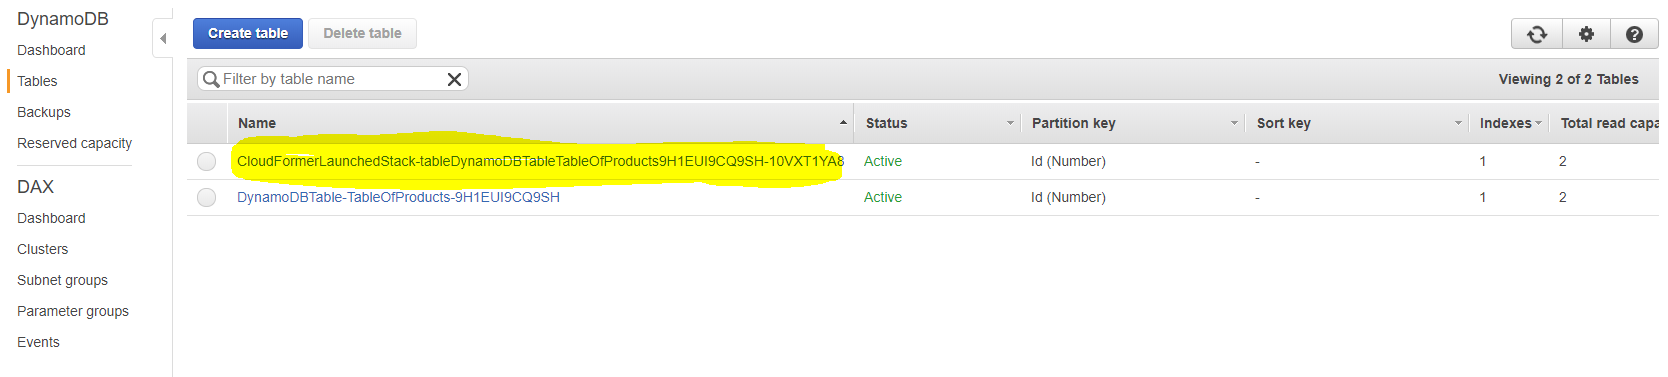 DynamoDB
Dashboard
Tables
Backups
Reserved capacity
DAX
Dashboard
Clusters
Subnet groups
Parameter groups
Events
Create table Delete table
Filter by table name Viewing 2 of 2 Tables
Name Status Partition key Sort key Indexes Total read capa
CloudFormerLaunchedStack-tableDynamoDBTableTableOfProducts9H1EUI9CQ9SH-10VXT1YA8 Active Id (Number) - 1 2
DynamoDBTable-TableOfProducts-9H1EUI9CQ9SH Active Id (Number) - 1 2